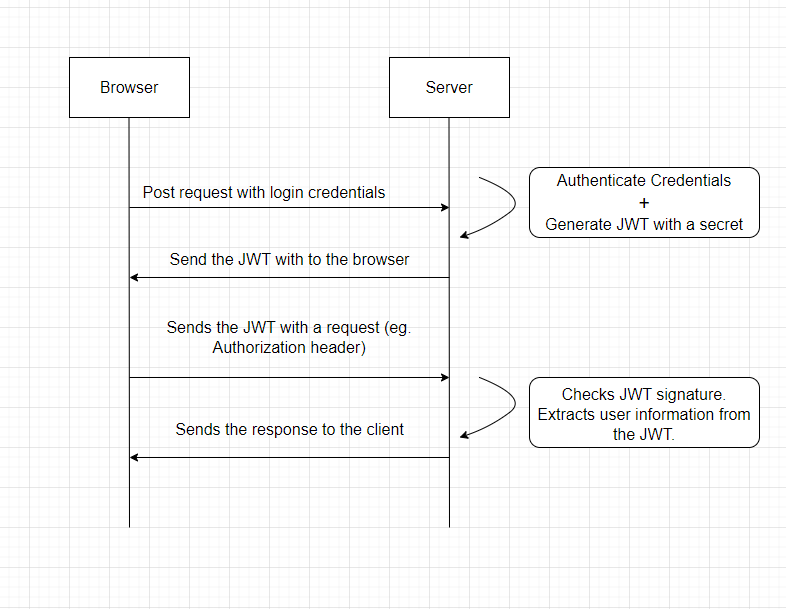 Browser
Server
Post request with login credentials
Authenticate Credentials
+
Generate JWT with a secret
Send the JWT with to the browser
Sends the JWT with a request (eg.
Authorization header)
Checks JWT signature.
Extracts user information from
the JWT.
Sends the response to the client